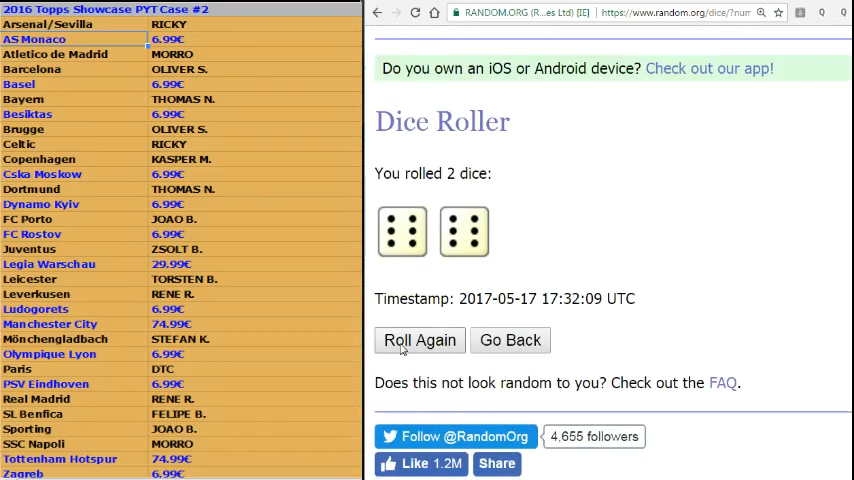 2016 Topps Showcase PYT Case #2
Arsenal/Sevilla RICKY
AS Monaco 6.99€
Atletico de Madrid MORRO
Barcelona OLIVER S.
Basel 6.99€
Bayern THOMAS N.
Besiktas 6.99€
Brugge OLIVER S.
Celtic RICKY
Copenhagen KASPER M.
Cska Moskow 6.99€
Dortmund THOMAS N.
Dynamo Kyiv 6.99€
FC Porto JOAO B.
FC Rostov 6.99€
Juventus ZSOLT B.
Legia Warschau 29.99€
Leicester TORSTEN B.
Leverkusen RENE R.
Ludogorets 6.99€
Manchester City 74.99€
Mönchengladbach STEFAN K.
Olympique Lyon 6.99€
Paris DTC
PSV Eindhoven 6.99€
Real Madrid RENE R.
SL Benfica FELIPE B.
Sporting JOAO B.
SSC Napoli MORRO
Tottenham Hotspur 74.99€
Zagreb 6.99€
RANDOM.ORG (R...es Ltd) [IE] https://www.random.org/dice/?num
Do you own an iOS or Android device? Check out our app!
Dice Roller
You rolled 2 dice:
Timestamp: 2017-05-17 17:32:09 UTC
Roll Again Go Back
Does this not look random to you? Check out the FAQ.
Follow @RandomOrg 4,655 followers
Like 1.2M Share